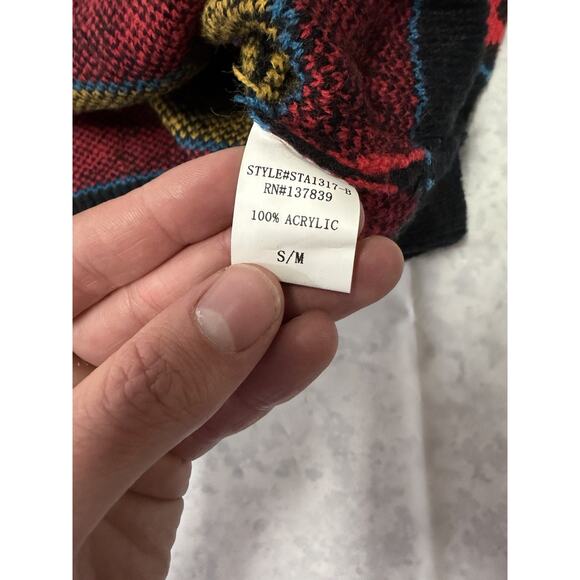 STYLE#STA1317-B
RN#137839
100% ACRYLIC
S/M